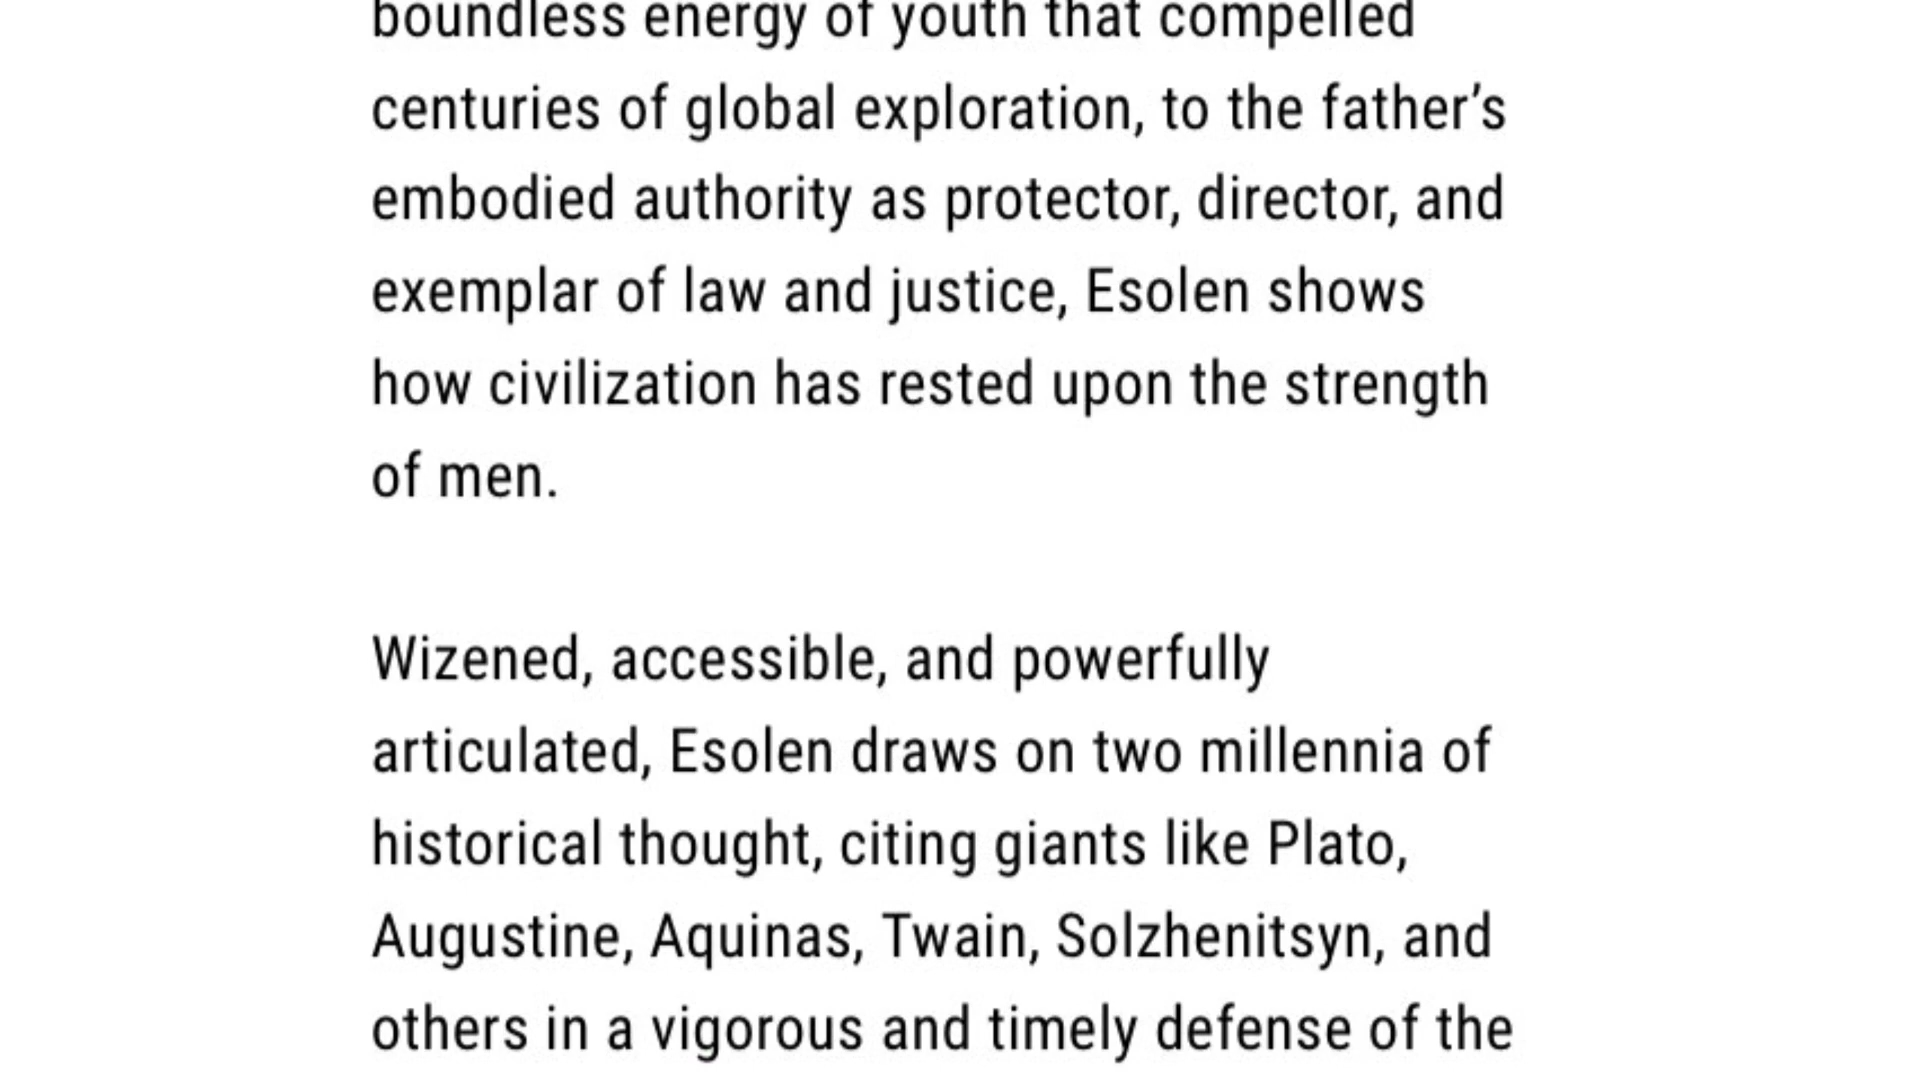 boundless energy of youth that compelled
centuries of global exploration, to the father’s
embodied authority as protector, director, and
exemplar of law and justice, Esolen shows
how civilization has rested upon the strength
of men.
Wizened, accessible, and powerfully
articulated, Esolen draws on two millennia of
historical thought, citing giants like Plato,
Augustine, Aquinas, Twain, Solzhenitsyn, and
others in a vigorous and timely defense of the